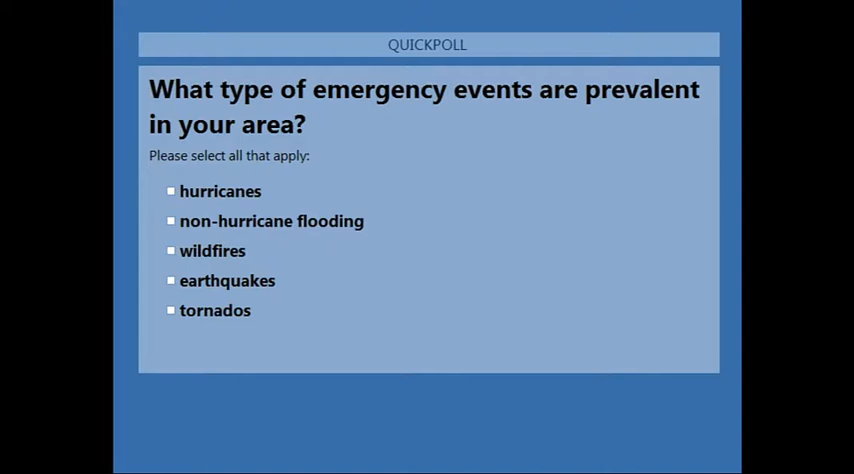 QUICKPOLL
What type of emergency events are prevalent
in your area?
Please select all that apply:
hurricanes
non-hurricane flooding
wildfires
earthquakes
tornados